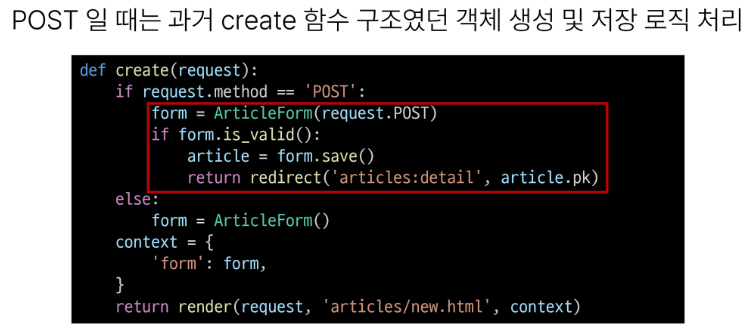 POST 일 때는 과거 create 함수 구조였던 객체 생성 및 저장 로직 처리
def create(request):
    if request.method == 'POST':
        form = ArticleForm(request.POST)
        if form.is_valid():
            article = form.save()
            return redirect('articles:detail', article.pk)
    else:
        form = ArticleForm()
    context = {
        'form': form,
    }
    return render(request, 'articles/new.html', context)